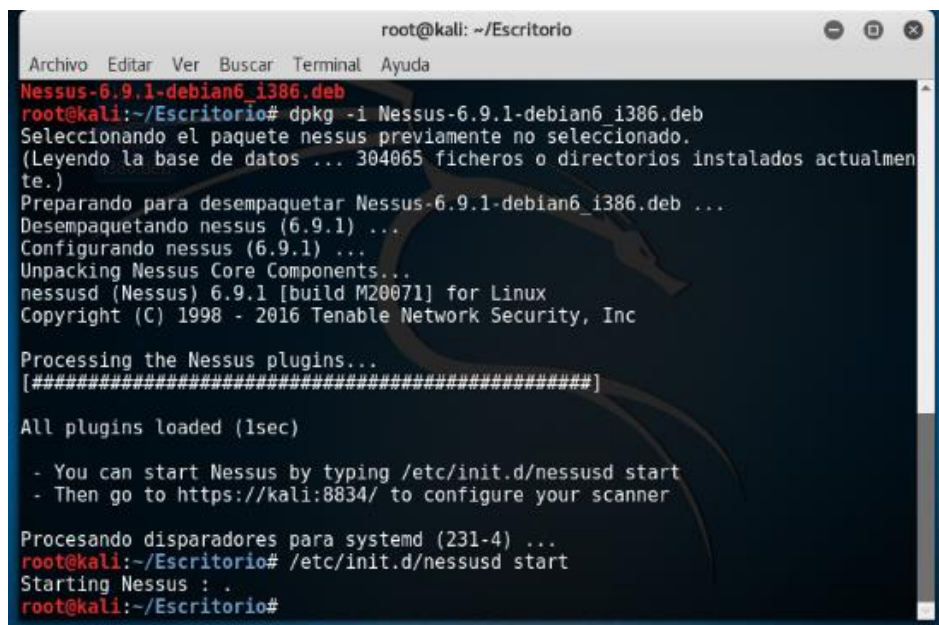 root@kali: ~/Escritorio
Archivo Editar Ver Buscar Terminal Ayuda
Nessus-6.9.1-debian6_i386.deb
root@kali:~/Escritorio# dpkg -i Nessus-6.9.1-debian6_i386.deb
Seleccionando el paquete nessus previamente no seleccionado.
(Leyendo la base de datos ... 304065 ficheros o directorios instalados actualmen
te.)
Preparando para desempaquetar Nessus-6.9.1-debian6_i386.deb ...
Desempaquetando nessus (6.9.1) ...
Configurando nessus (6.9.1) ...
Unpacking Nessus Core Components...
nessusd (Nessus) 6.9.1 [build M20071] for Linux
Copyright (C) 1998 - 2016 Tenable Network Security, Inc
Processing the Nessus plugins...
[##################################################]
All plugins loaded (1sec)
- You can start Nessus by typing /etc/init.d/nessusd start
- Then go to https://kali:8834/ to configure your scanner
Procesando disparadores para systemd (231-4) ...
root@kali:~/Escritorio# /etc/init.d/nessusd start
Starting Nessus : .
root@kali:~/Escritorio#